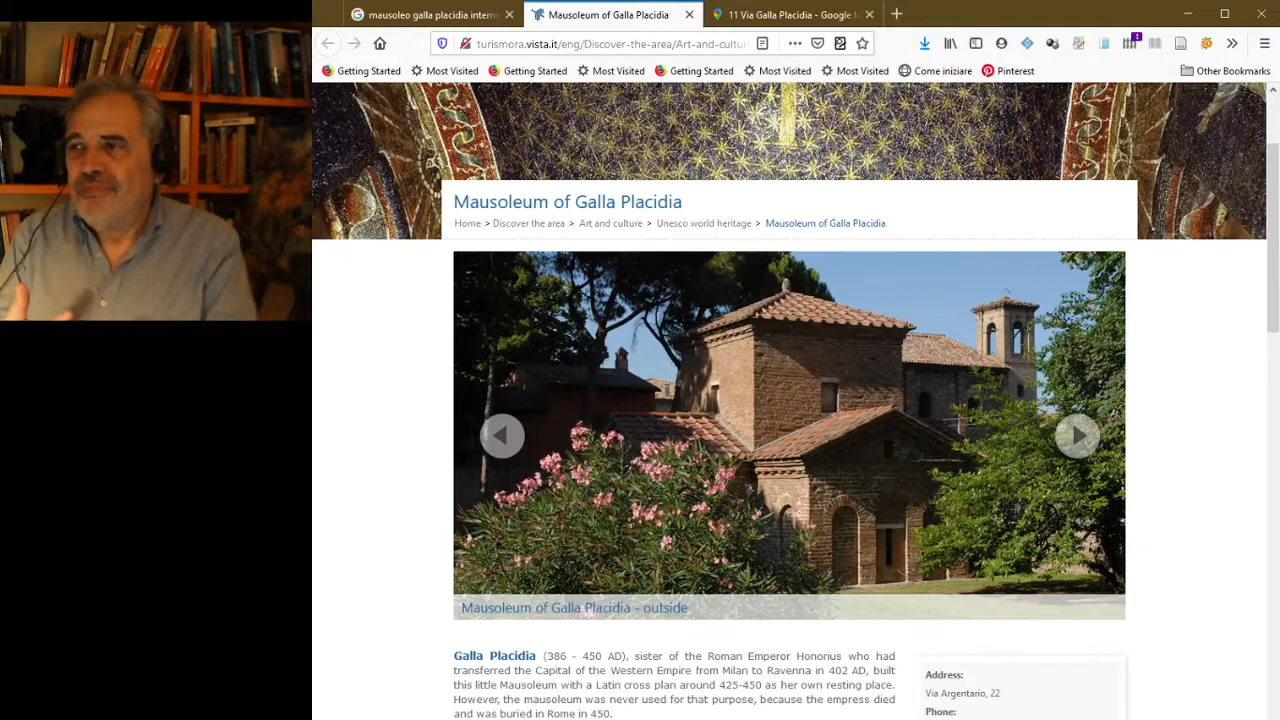 mausoleo galla placidia intern
Mausoleum of Galla Placidia
11 Via Galla Placidia - Google M
turismora.vista.it/eng/Discover-the-area/Art-and-cultur
Getting Started
Most Visited
Getting Started
Most Visited
Getting Started
Most Visited
Most Visited
Come iniziare
Pinterest
Other Bookmarks
Mausoleum of Galla Placidia
Home > Discover the area > Art and culture > Unesco world heritage > Mausoleum of Galla Placidia
Mausoleum of Galla Placidia - outside
Galla Placidia (386 - 450 AD), sister of the Roman Emperor Honorius who had
transferred the Capital of the Western Empire from Milan to Ravenna in 402 AD, built
this little Mausoleum with a Latin cross plan around 425-450 as her own resting place.
However, the mausoleum was never used for that purpose, because the empress died
and was buried in Rome in 450.
Address:
Via Argentario, 22
Phone: